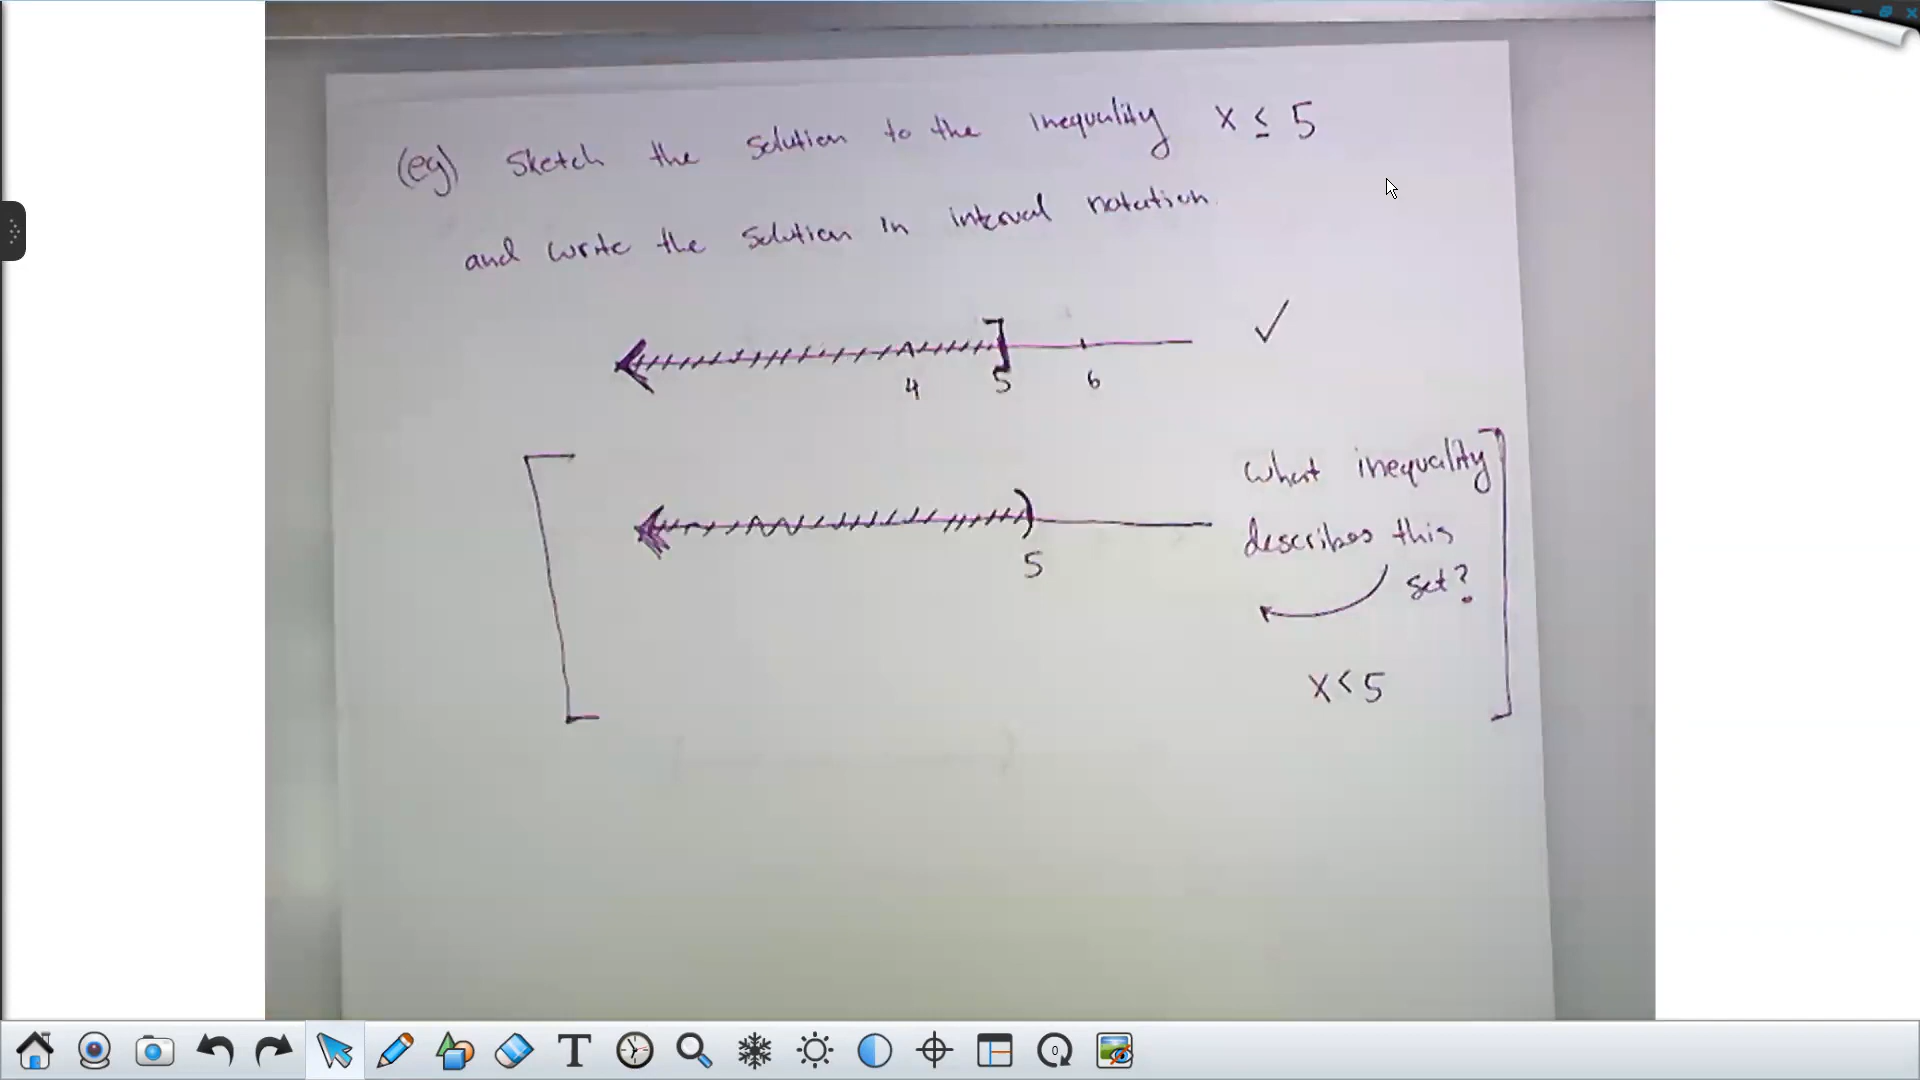 (eg) Sketch the solution to the inequality x ≤ 5
and write the solution in interval notation.
4 5 6
✓
What inequality
describes this
set?
5
x < 5
T
0